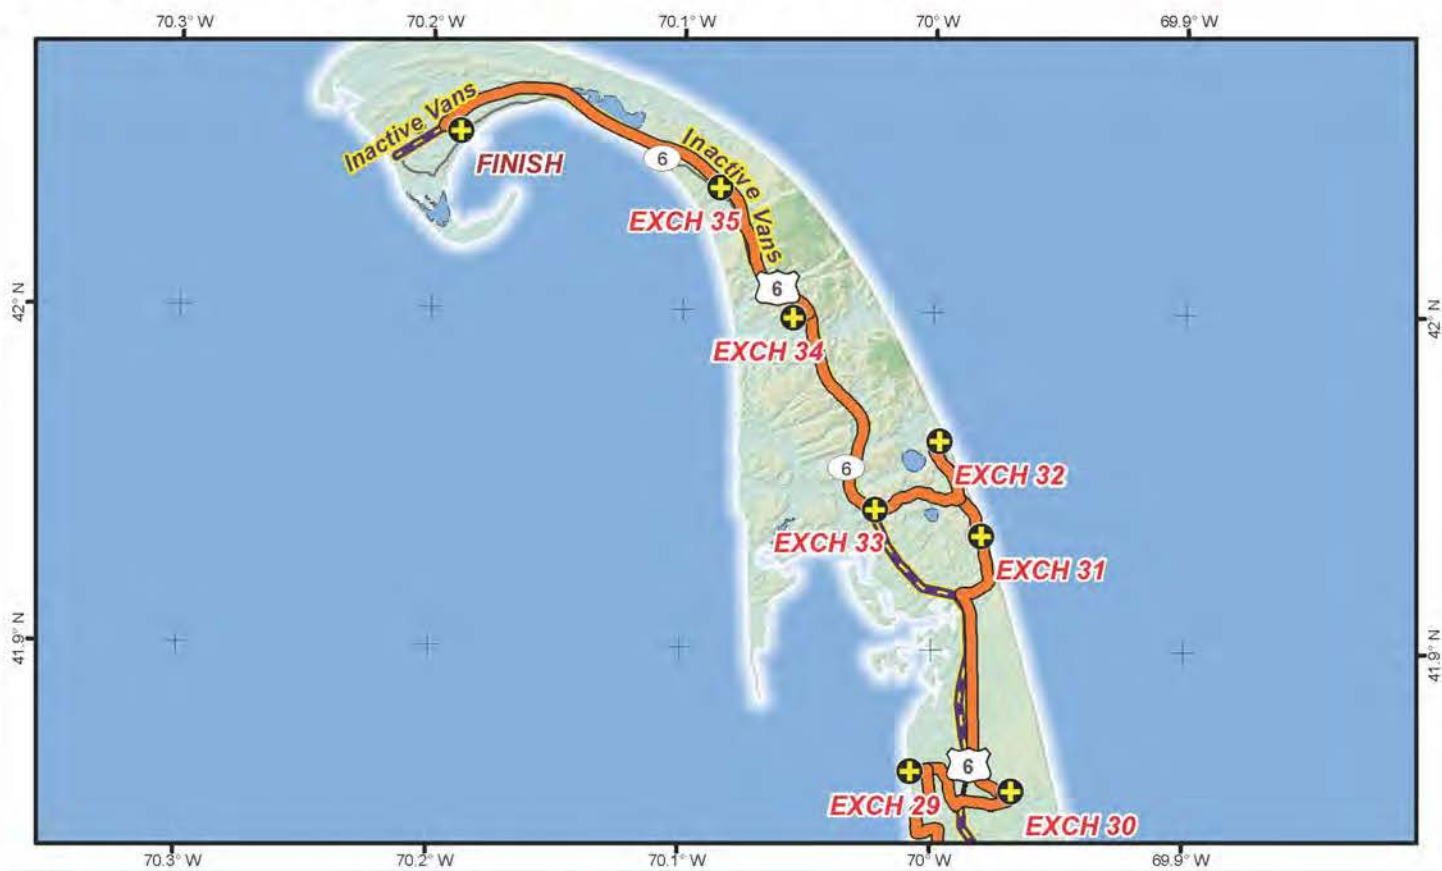 70.3° W
70.2° W
70.1° W
70° W
69.9° W
Inactive Vans
FINISH
6
Inactive Vans
EXCH 35
6
42° N
42° N
EXCH 34
EXCH 32
6
EXCH 33
EXCH 31
41.9° N
41.9° N
6
EXCH 29
EXCH 30
70.3° W
70.2° W
70.1° W
70° W
69.9° W